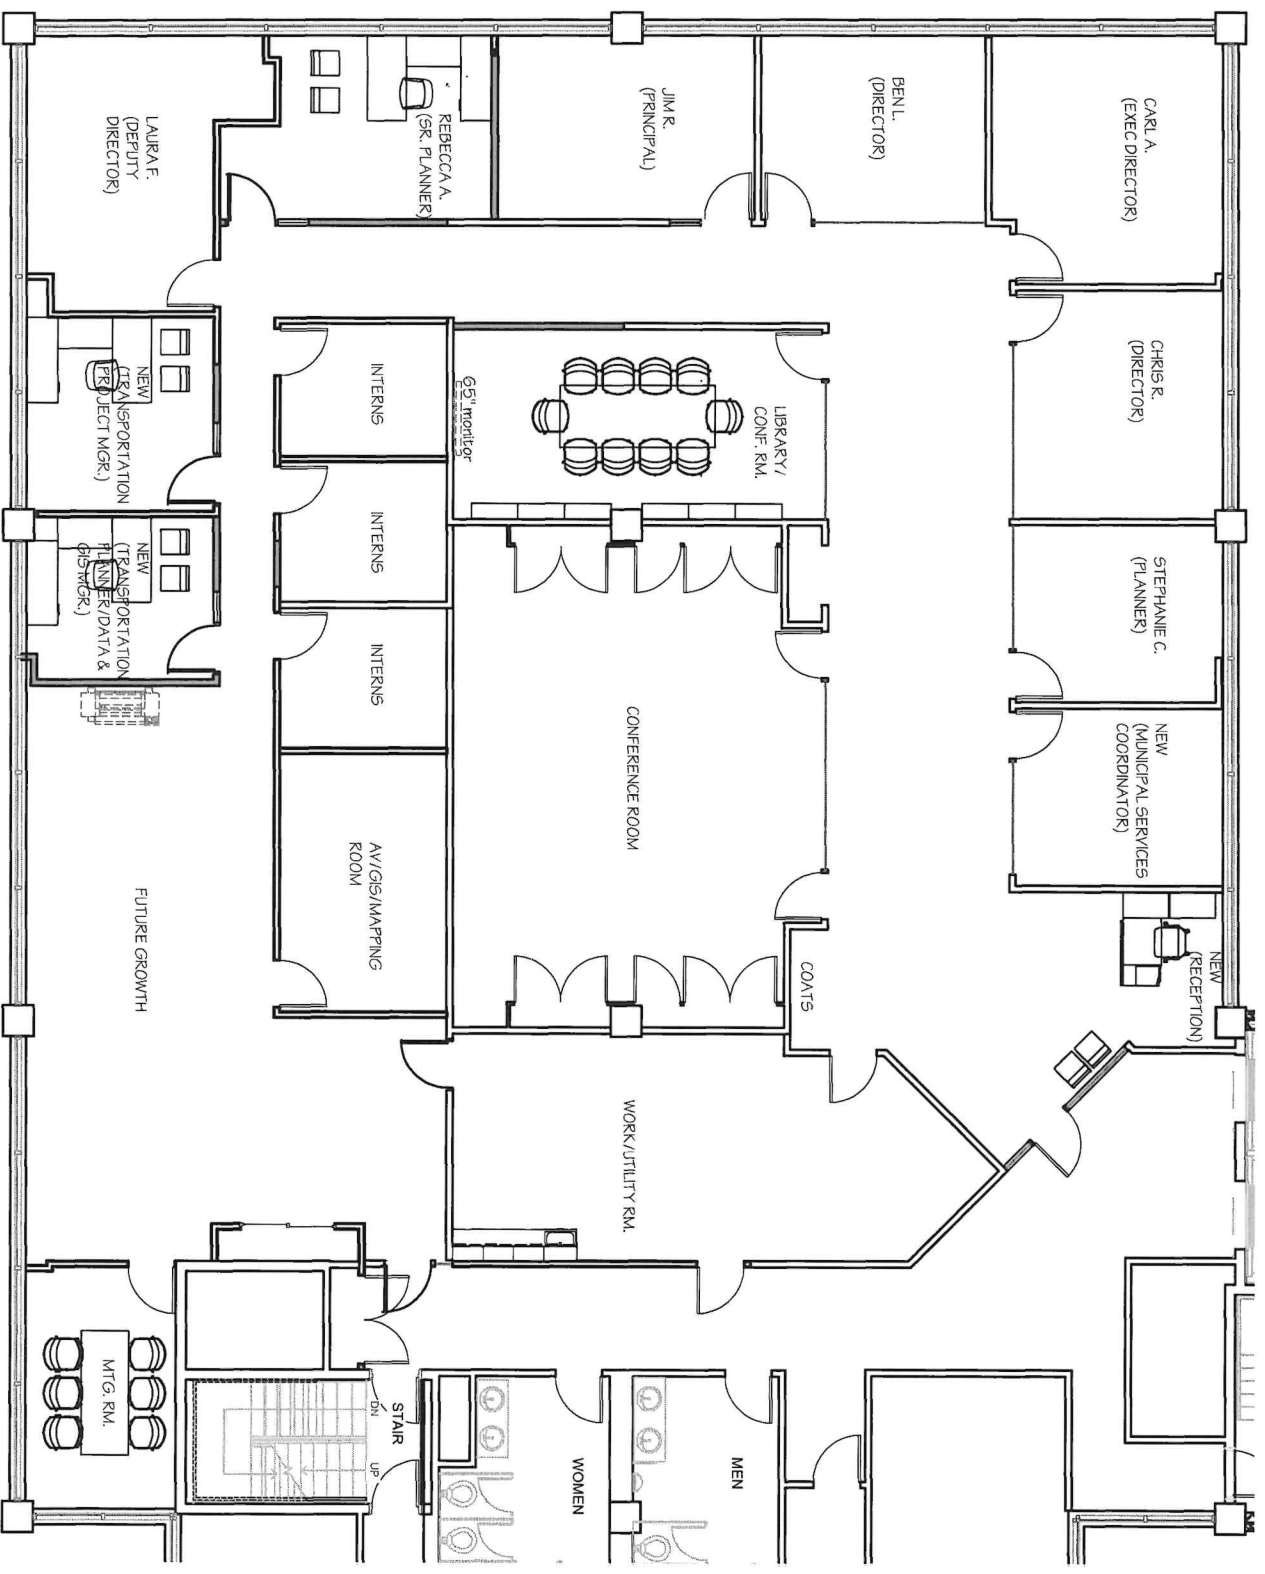 CARL A.
(EXEC DIRECTOR)
BEN L.
(DIRECTOR)
JIM R.
(PRINCIPAL)
REBECCA A.
(SR. PLANNER)
LAURA F.
(DEPUTY
DIRECTOR)
CHRIS R.
(DIRECTOR)
LIBRARY/
CONF. RM.
65" monitor
INTERNS
NEW
(TRANSPORTATION
PROJECT MGR.)
STEPHANIE C.
(PLANNER)
INTERNS
NEW
(TRANSPORTATION
PLANNER/DATA &
GIS MGR.)
NEW
(MUNICIPAL SERVICES
COORDINATOR)
CONFERENCE ROOM
INTERNS
AV/GIS/MAPPING
ROOM
FUTURE GROWTH
NEW
(RECEPTION)
COATS
WORK/UTILITY RM.
MTG. RM.
STAIR
DN
UP
WOMEN
MEN